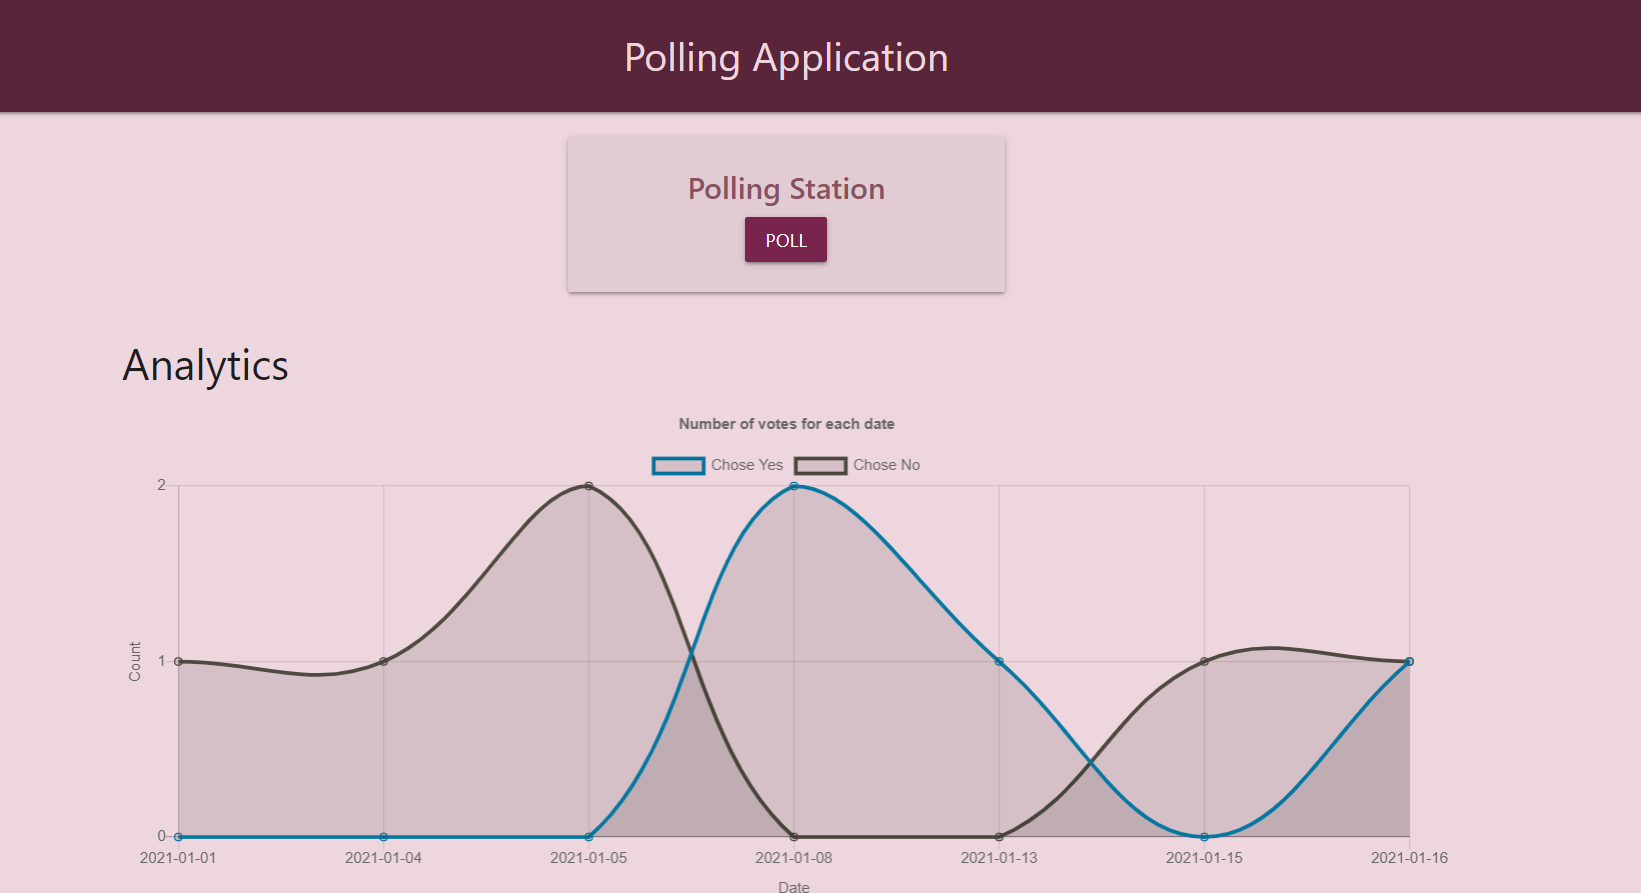 Polling Application
Polling Station
POLL
Analytics
Number of votes for each date
Chose Yes Chose No
2
1
0
Count
2021-01-01 2021-01-04 2021-01-05 2021-01-08 2021-01-13 2021-01-15 2021-01-16
Date